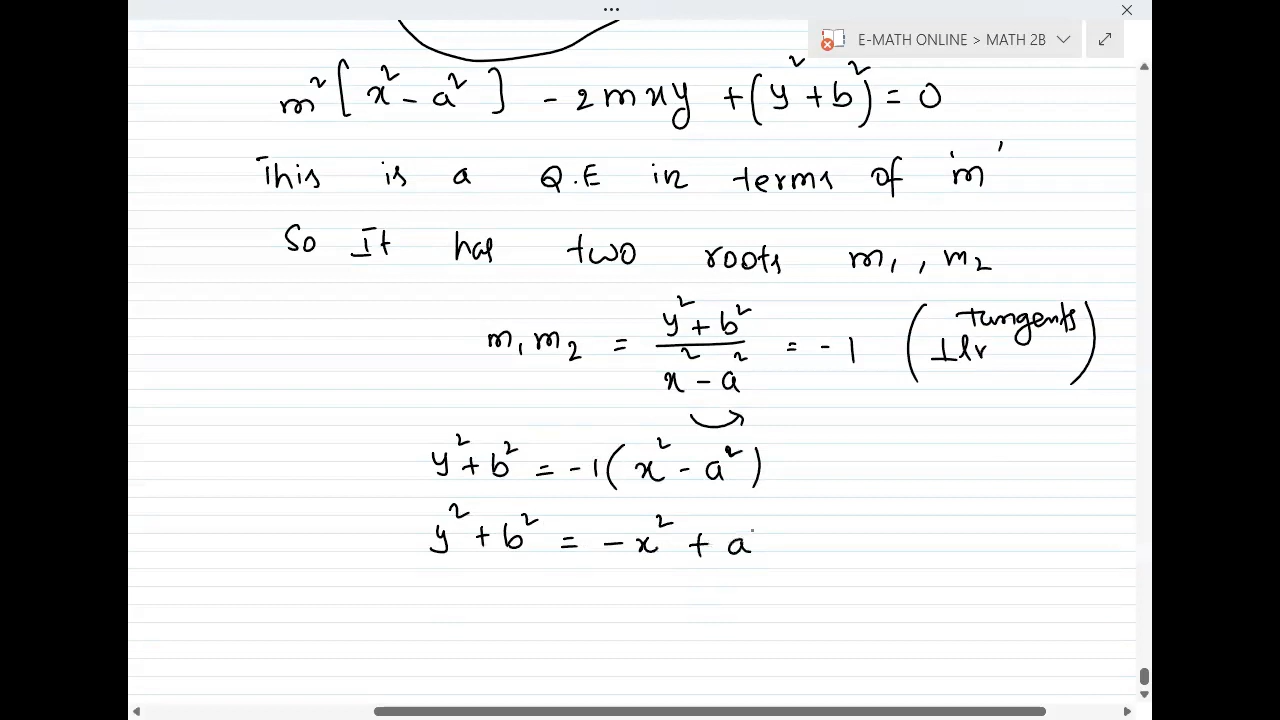 E-MATH ONLINE > MATH 2B
m² [ x² - a² ] - 2mxy + (y² + b²) = 0
This is a Q.E in terms of 'm'
So It has two roots m₁, m₂
m₁ m₂ = (y² + b²)/(x² - a²) = -1 (tangents ⊥lr)
y² + b² = -1(x² - a²)
y² + b² = -x² + a